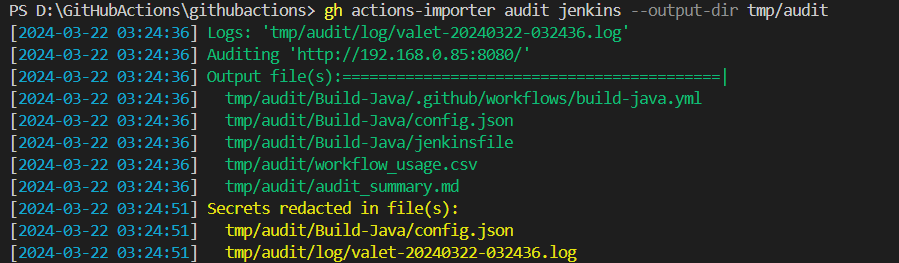 PS D:\GitHubActions\githubactions> gh actions-importer audit jenkins --output-dir tmp/audit
[2024-03-22 03:24:36] Logs: 'tmp/audit/log/valet-20240322-032436.log'
[2024-03-22 03:24:36] Auditing 'http://192.168.0.85:8080/'
[2024-03-22 03:24:36] Output file(s):==========================================|
[2024-03-22 03:24:36]   tmp/audit/Build-Java/.github/workflows/build-java.yml
[2024-03-22 03:24:36]   tmp/audit/Build-Java/config.json
[2024-03-22 03:24:36]   tmp/audit/Build-Java/jenkinsfile
[2024-03-22 03:24:36]   tmp/audit/workflow_usage.csv
[2024-03-22 03:24:36]   tmp/audit/audit_summary.md
[2024-03-22 03:24:51] Secrets redacted in file(s):
[2024-03-22 03:24:51]   tmp/audit/Build-Java/config.json
[2024-03-22 03:24:51]   tmp/audit/log/valet-20240322-032436.log